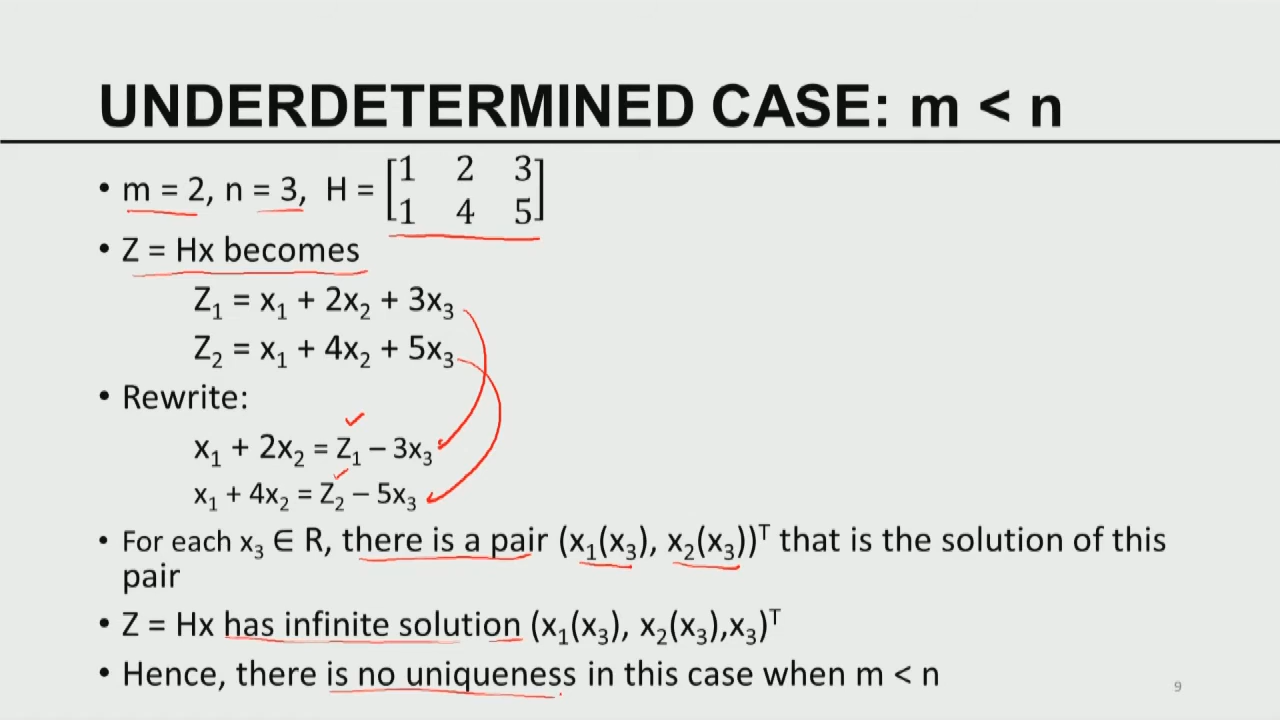 UNDERDETERMINED CASE: m < n
• m = 2, n = 3, H = [1 2 3
1 4 5]
• Z = Hx becomes
Z₁ = x₁ + 2x₂ + 3x₃
Z₂ = x₁ + 4x₂ + 5x₃
• Rewrite:
x₁ + 2x₂ = Z₁ – 3x₃
x₁ + 4x₂ = Z₂ – 5x₃
• For each x₃ ∈ R, there is a pair (x₁(x₃), x₂(x₃))ᵀ that is the solution of this
pair
• Z = Hx has infinite solution (x₁(x₃), x₂(x₃),x₃)ᵀ
• Hence, there is no uniqueness in this case when m < n
9